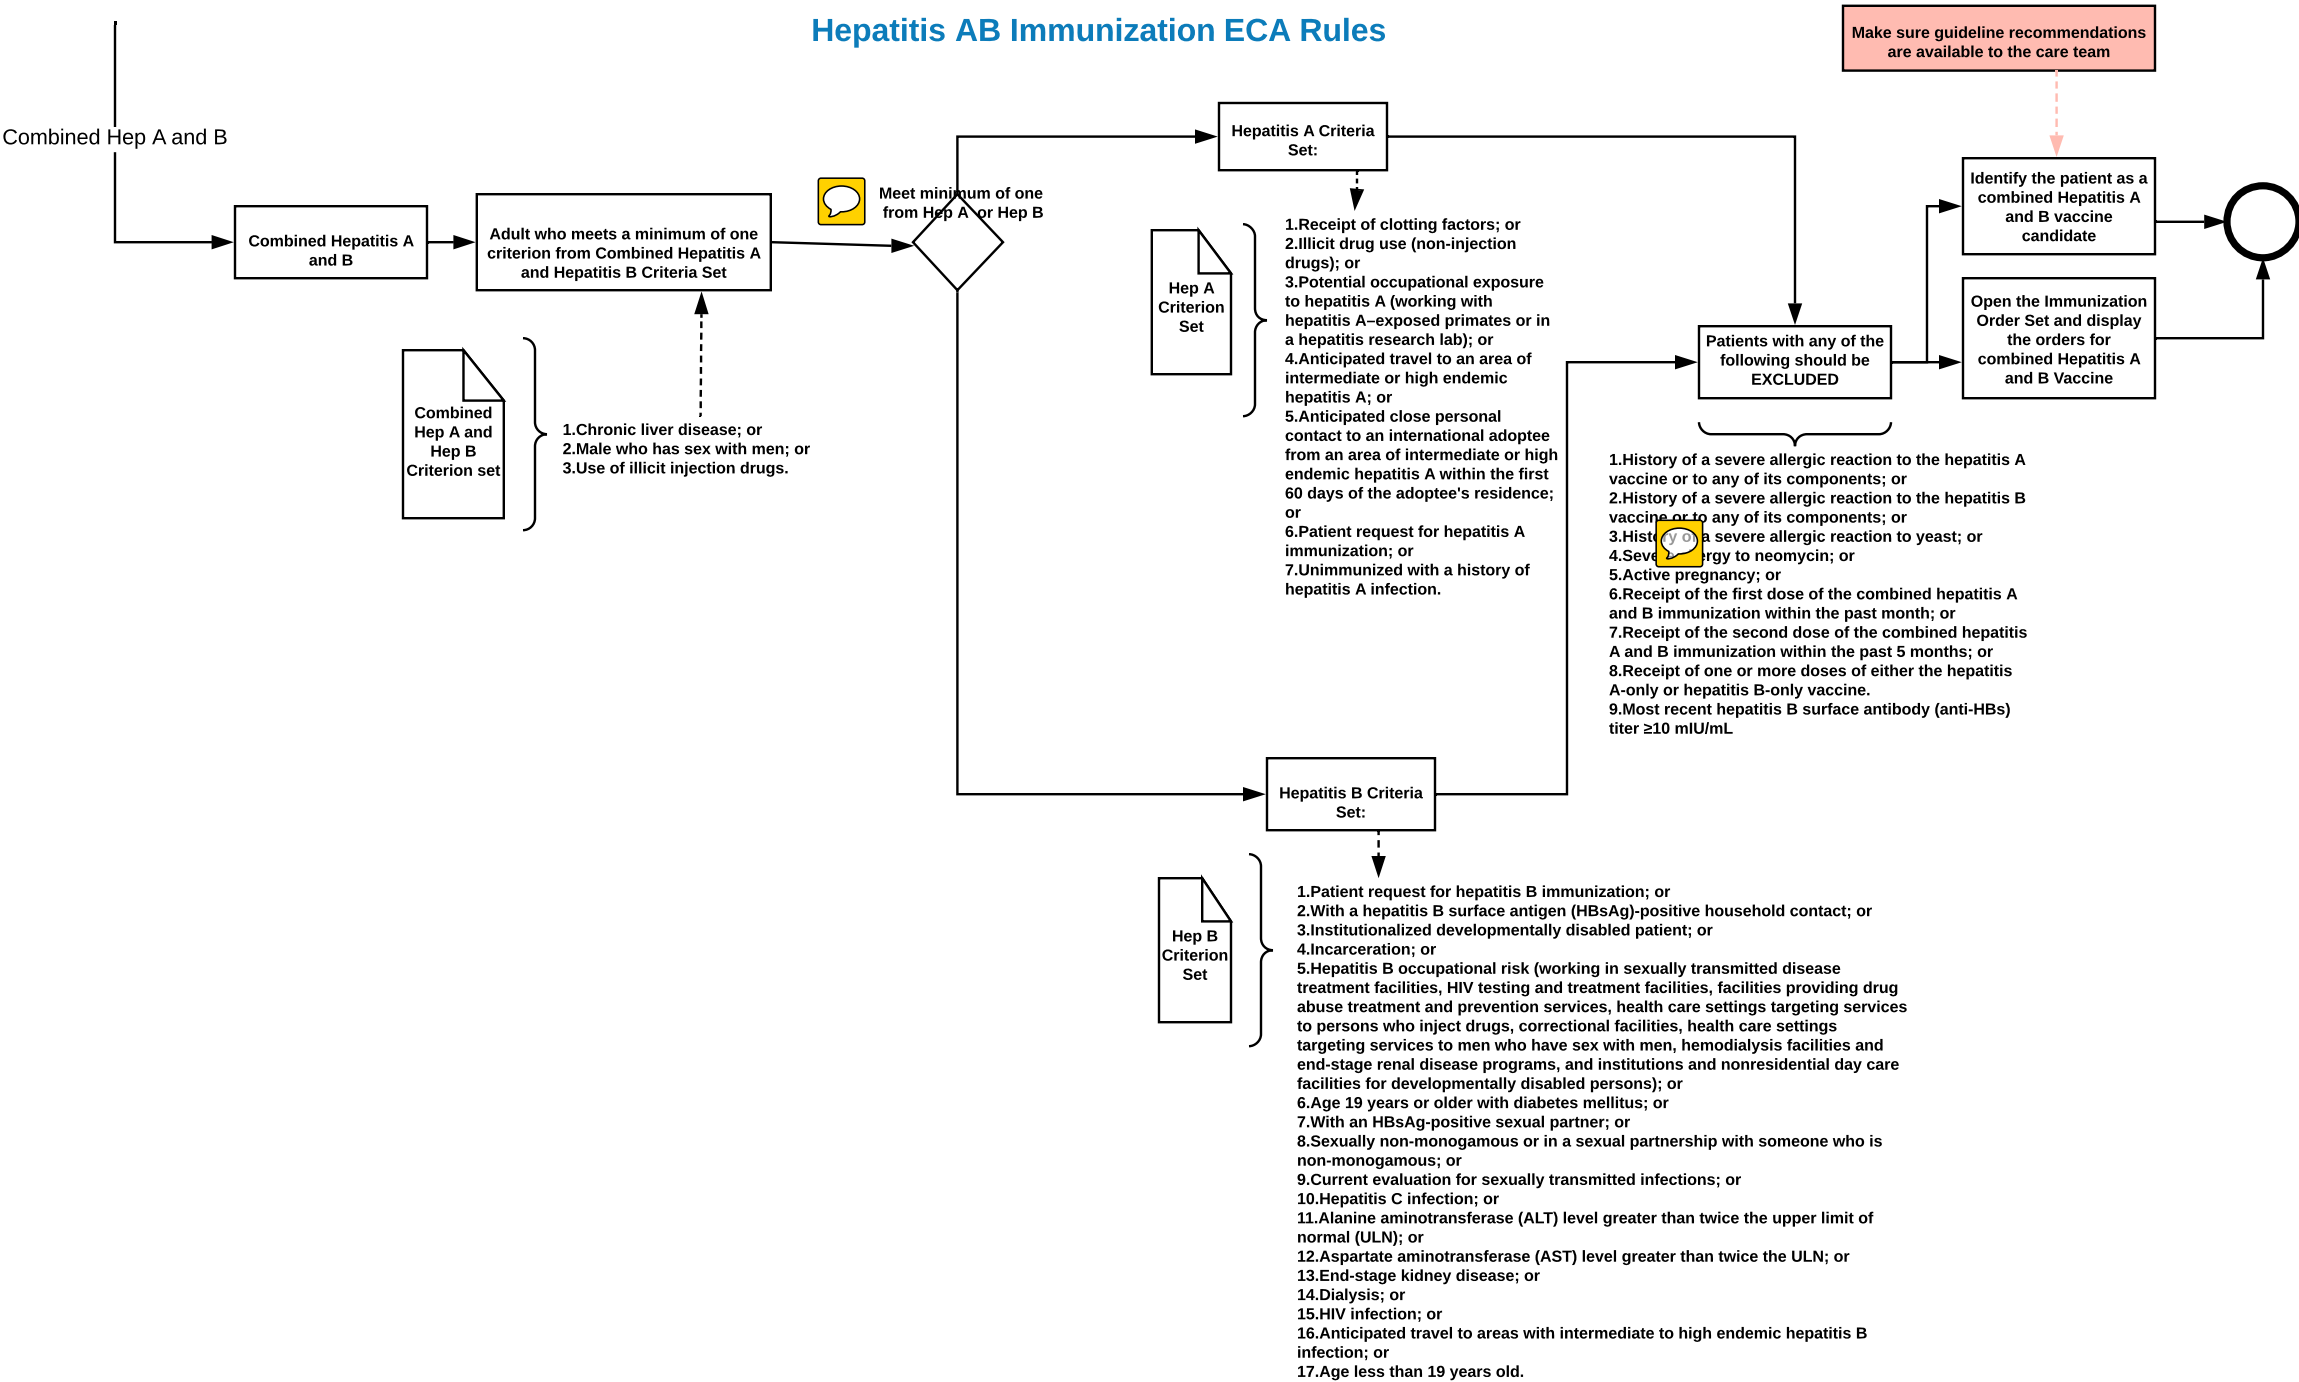 Hepatitis AB Immunization ECA Rules
Make sure guideline recommendations
are available to the care team
Combined Hep A and B
Combined Hepatitis A
and B
Adult who meets a minimum of one
criterion from Combined Hepatitis A
and Hepatitis B Criteria Set
Meet minimum of one
from Hep A or Hep B
Hepatitis A Criteria
Set:
Identify the patient as a
combined Hepatitis A
and B vaccine
candidate
Open the Immunization
Order Set and display
the orders for
combined Hepatitis A
and B Vaccine
Hep A
Criterion
Set
1.Receipt of clotting factors; or
2.Illicit drug use (non-injection
drugs); or
3.Potential occupational exposure
to hepatitis A (working with
hepatitis A–exposed primates or in
a hepatitis research lab); or
4.Anticipated travel to an area of
intermediate or high endemic
hepatitis A; or
5.Anticipated close personal
contact to an international adoptee
from an area of intermediate or high
endemic hepatitis A within the first
60 days of the adoptee's residence;
or
6.Patient request for hepatitis A
immunization; or
7.Unimmunized with a history of
hepatitis A infection.
Patients with any of the
following should be
EXCLUDED
Combined
Hep A and
Hep B
Criterion set
1.Chronic liver disease; or
2.Male who has sex with men; or
3.Use of illicit injection drugs.
1.History of a severe allergic reaction to the hepatitis A
vaccine or to any of its components; or
2.History of a severe allergic reaction to the hepatitis B
vaccine or to any of its components; or
3.History of a severe allergic reaction to yeast; or
4.Severe allergy to neomycin; or
5.Active pregnancy; or
6.Receipt of the first dose of the combined hepatitis A
and B immunization within the past month; or
7.Receipt of the second dose of the combined hepatitis
A and B immunization within the past 5 months; or
8.Receipt of one or more doses of either the hepatitis
A-only or hepatitis B-only vaccine.
9.Most recent hepatitis B surface antibody (anti-HBs)
titer ≥10 mIU/mL
Hepatitis B Criteria
Set:
Hep B
Criterion
Set
1.Patient request for hepatitis B immunization; or
2.With a hepatitis B surface antigen (HBsAg)-positive household contact; or
3.Institutionalized developmentally disabled patient; or
4.Incarceration; or
5.Hepatitis B occupational risk (working in sexually transmitted disease
treatment facilities, HIV testing and treatment facilities, facilities providing drug
abuse treatment and prevention services, health care settings targeting services
to persons who inject drugs, correctional facilities, health care settings
targeting services to men who have sex with men, hemodialysis facilities and
end-stage renal disease programs, and institutions and nonresidential day care
facilities for developmentally disabled persons); or
6.Age 19 years or older with diabetes mellitus; or
7.With an HBsAg-positive sexual partner; or
8.Sexually non-monogamous or in a sexual partnership with someone who is
non-monogamous; or
9.Current evaluation for sexually transmitted infections; or
10.Hepatitis C infection; or
11.Alanine aminotransferase (ALT) level greater than twice the upper limit of
normal (ULN); or
12.Aspartate aminotransferase (AST) level greater than twice the ULN; or
13.End-stage kidney disease; or
14.Dialysis; or
15.HIV infection; or
16.Anticipated travel to areas with intermediate to high endemic hepatitis B
infection; or
17.Age less than 19 years old.